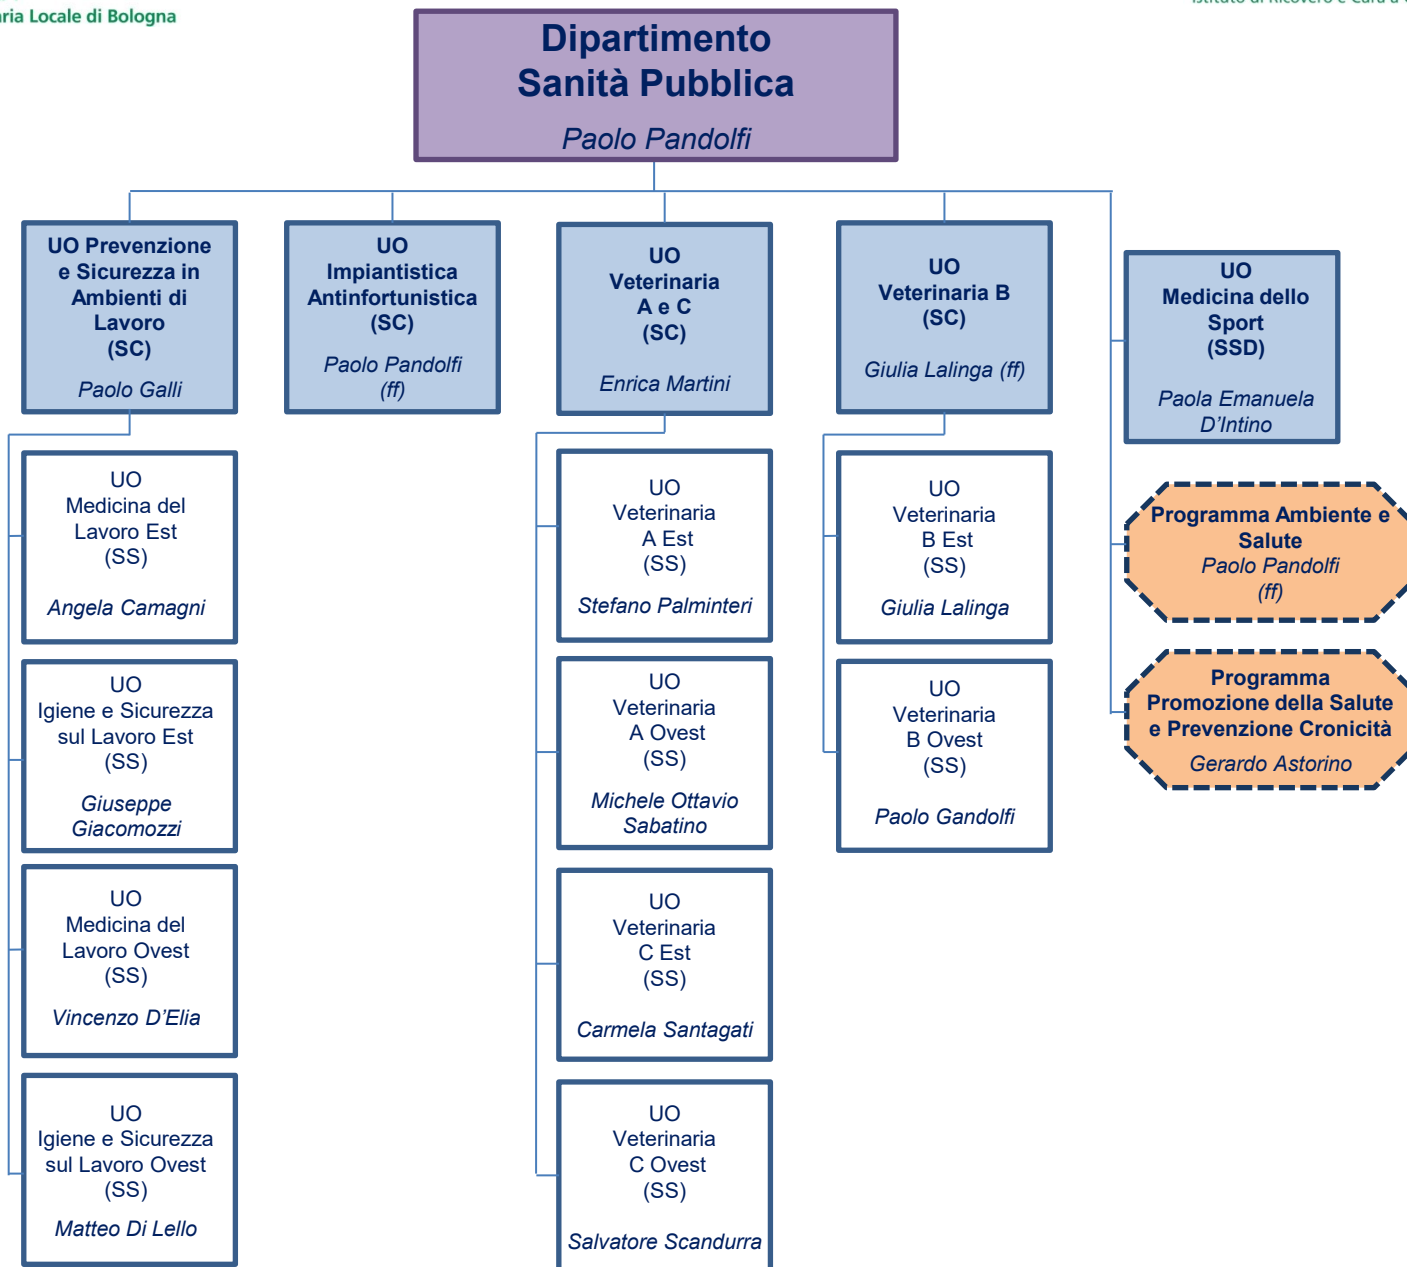 aria Locale di Bologna
Dipartimento
Sanità Pubblica
Paolo Pandolfi
UO Prevenzione
e Sicurezza in
Ambienti di
Lavoro
(SC)
Paolo Galli
UO
Impiantistica
Antinfortunistica
(SC)
Paolo Pandolfi
(ff)
UO
Veterinaria
A e C
(SC)
Enrica Martini
UO
Veterinaria B
(SC)
Giulia Lalinga (ff)
UO
Medicina dello
Sport
(SSD)
Paola Emanuela
D’Intino
UO
Medicina del
Lavoro Est
(SS)
Angela Camagni
UO
Igiene e Sicurezza
sul Lavoro Est
(SS)
Giuseppe
Giacomozzi
UO
Medicina del
Lavoro Ovest
(SS)
Vincenzo D’Elia
UO
Igiene e Sicurezza
sul Lavoro Ovest
(SS)
Matteo Di Lello
UO
Veterinaria
A Est
(SS)
Stefano Palminteri
UO
Veterinaria
A Ovest
(SS)
Michele Ottavio
Sabatino
UO
Veterinaria
C Est
(SS)
Carmela Santagati
UO
Veterinaria
C Ovest
(SS)
Salvatore Scandurra
UO
Veterinaria
B Est
(SS)
Giulia Lalinga
UO
Veterinaria
B Ovest
(SS)
Paolo Gandolfi
Programma Ambiente e
Salute
Paolo Pandolfi
(ff)
Programma
Promozione della Salute
e Prevenzione Cronicità
Gerardo Astorino